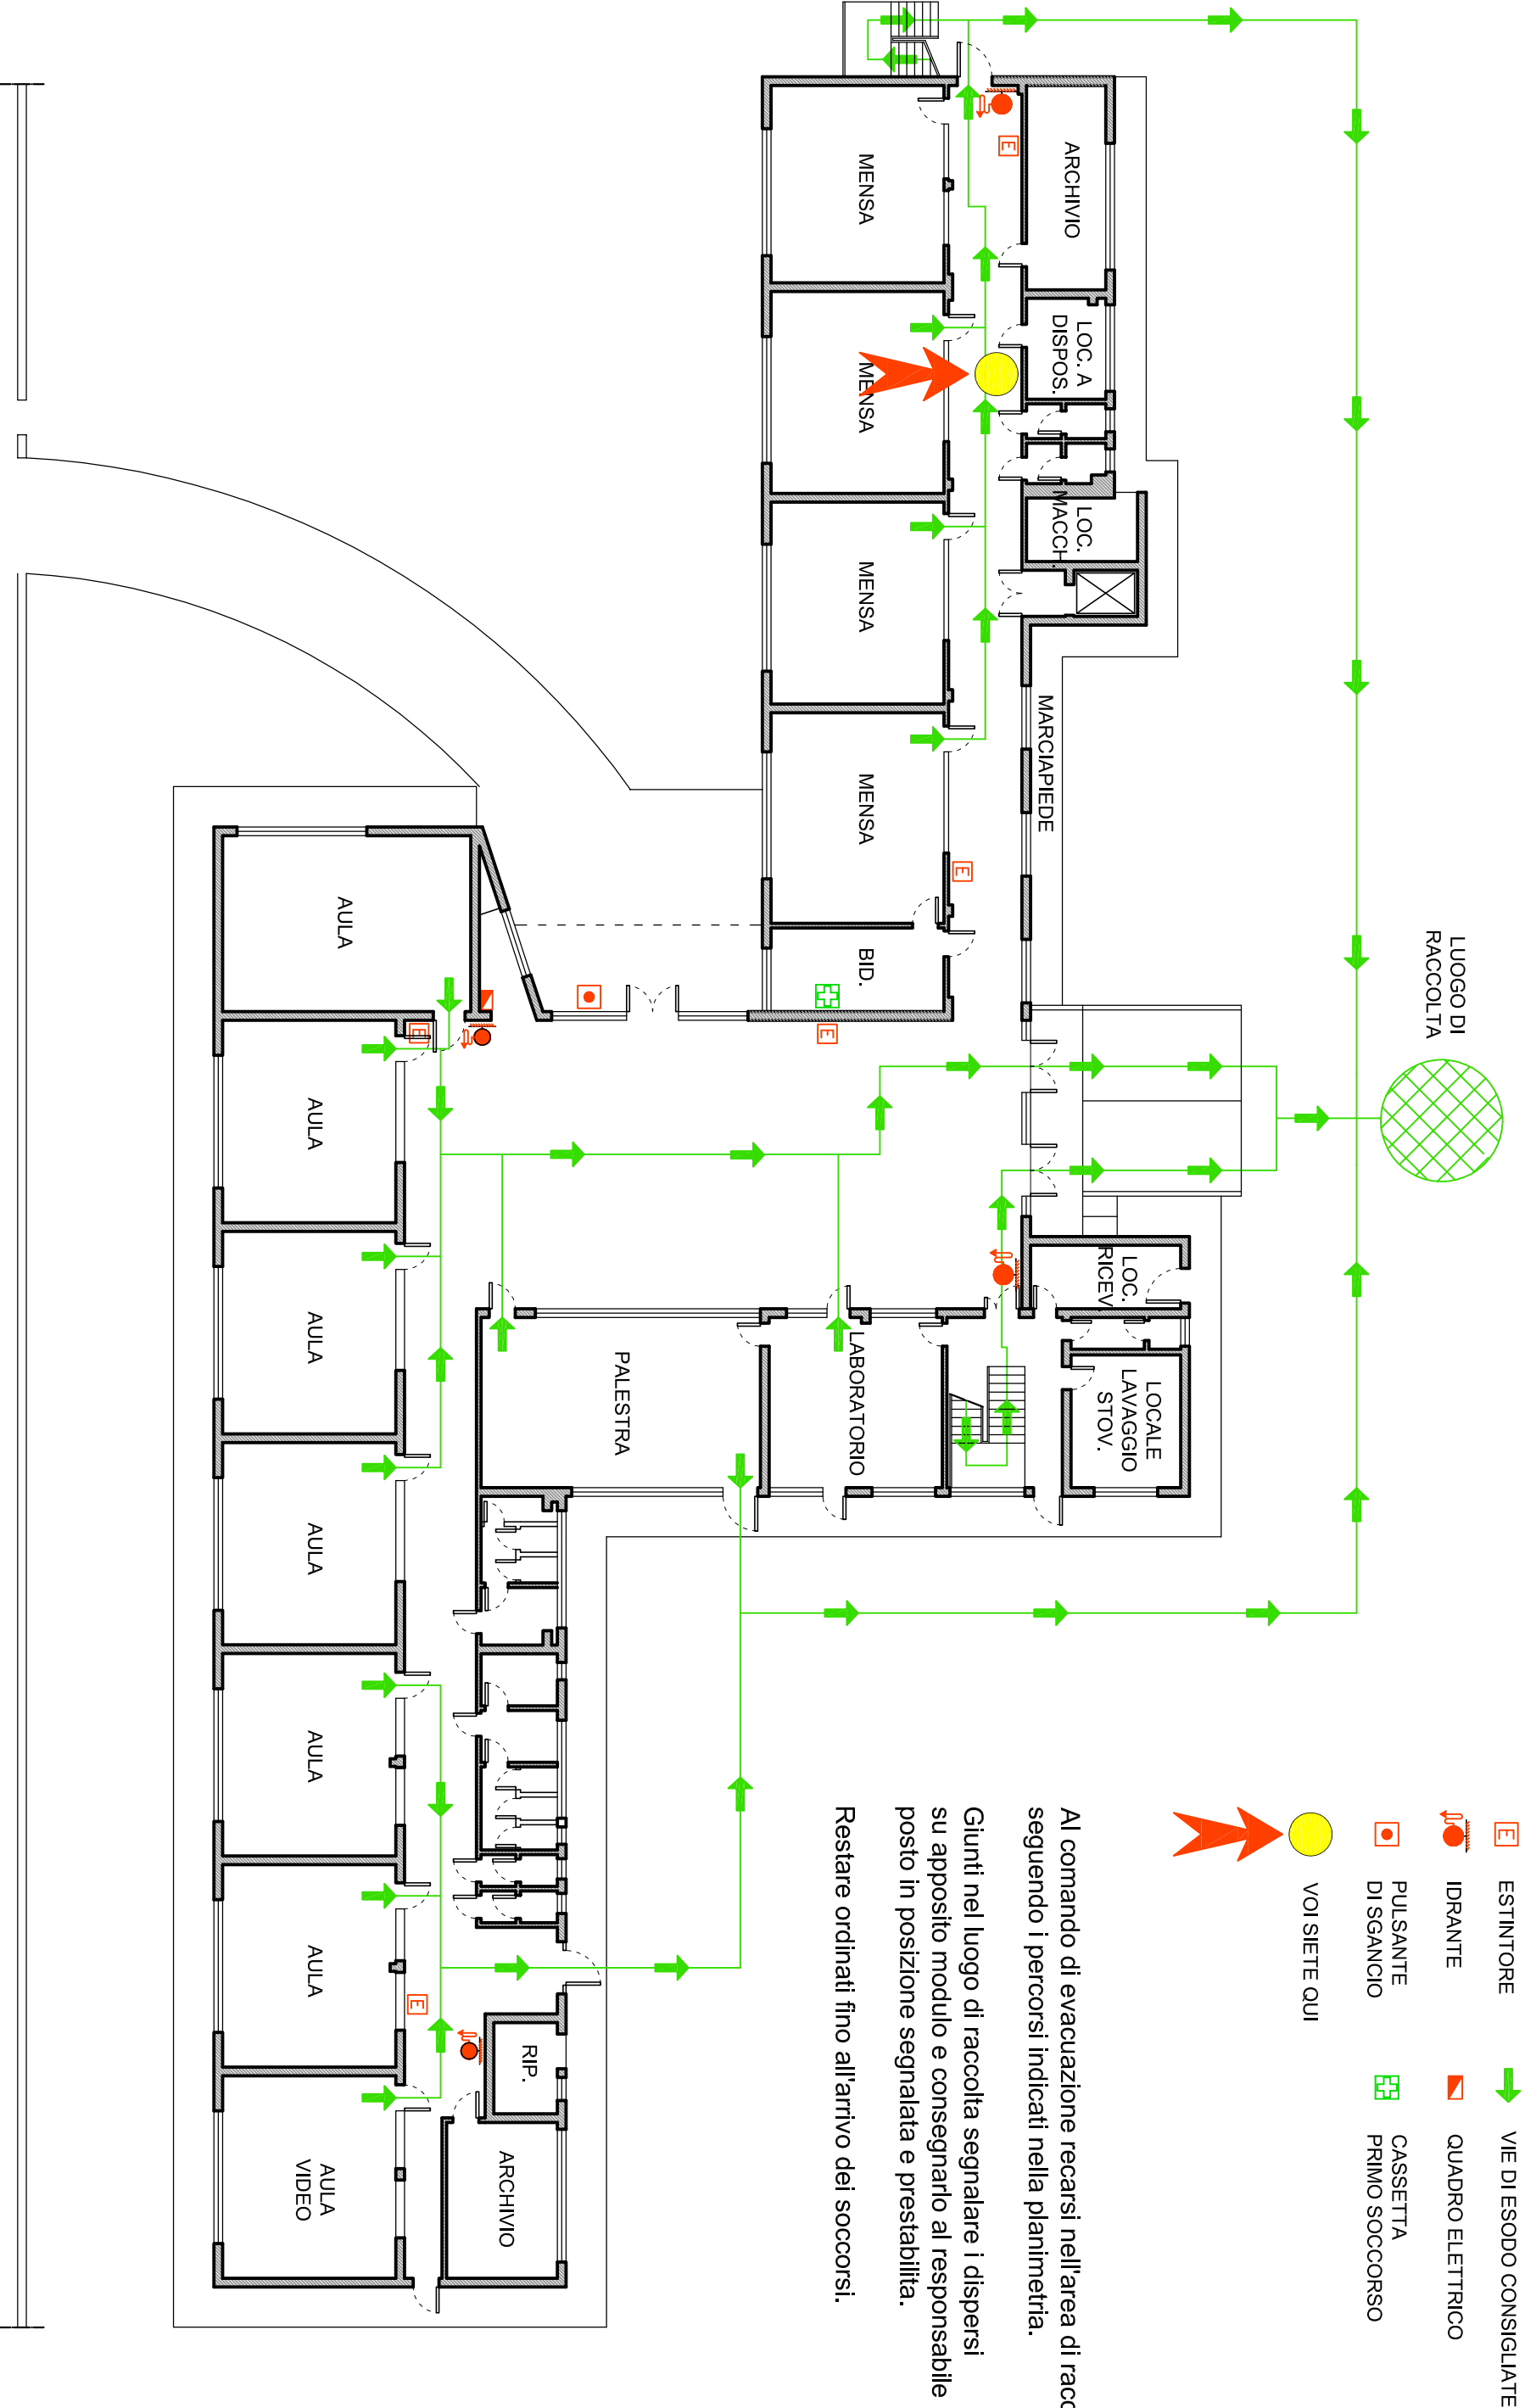 LUOGO DI
RACCOLTA
ARCHIVIO
LOC. A
DISPOS.
LOC.
MACCH.
MARCIAPIEDE
MENSA
MENSA
MENSA
MENSA
BID.
LOC.
RICEV
LOCALE
LAVAGGIO
STOV.
LABORATORIO
PALESTRA
AULA
AULA
AULA
AULA
AULA
AULA
AULA
VIDEO
RIP.
ARCHIVIO
E
E
E
E
E
E
ESTINTORE
VIE DI ESODO CONSIGLIATE
IDRANTE
QUADRO ELETTRICO
PULSANTE
DI SGANCIO
CASSETTA
PRIMO SOCCORSO
VOI SIETE QUI
Al comando di evacuazione recarsi nell'area di racc
seguendo i percorsi indicati nella planimetria.
Giunti nel luogo di raccolta segnalare i dispersi
su apposito modulo e consegnarlo al responsabile
posto in posizione segnalata e prestabilita.
Restare ordinati fino all'arrivo dei soccorsi.